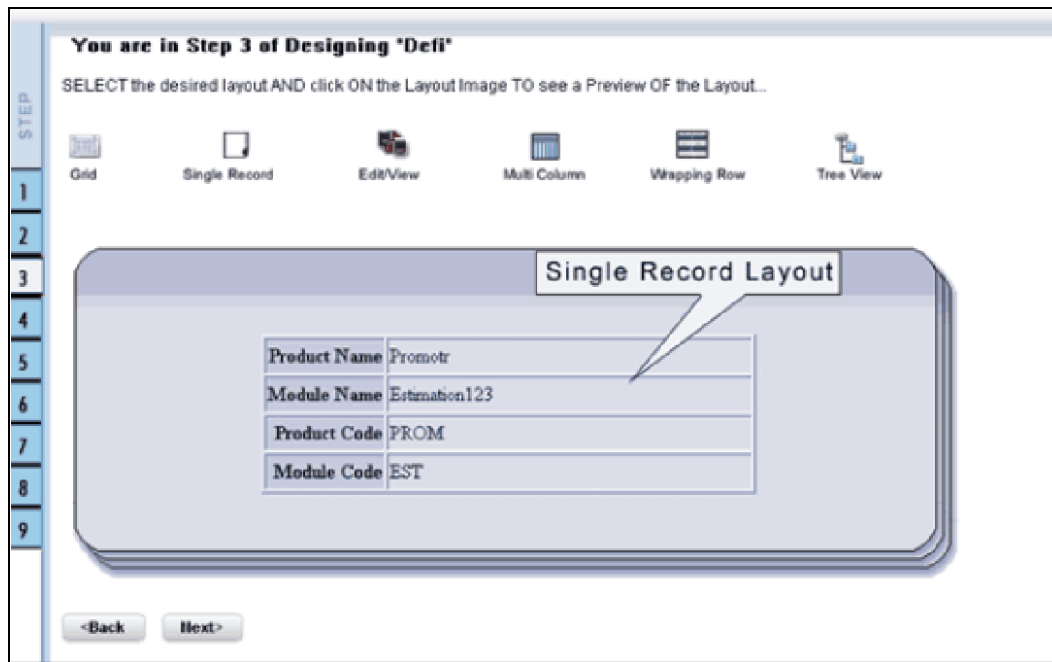 You are in Step 3 of Designing "Defi"
SELECT the desired layout AND click ON the Layout Image TO see a Preview OF the Layout...
STEP
Grid Single Record Edit/View Multi Column Wrapping Row Tree View
1
2
3
4
5
6
7
8
9
Single Record Layout
Product Name Promotr
Module Name Estimation123
Product Code PROM
Module Code EST
<Back Next>